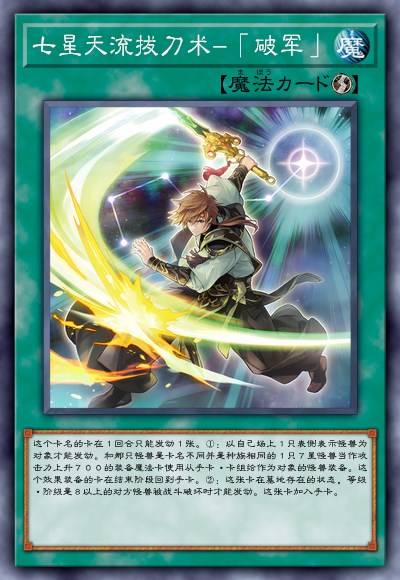 七星天流拔刀术-「破军」
魔
【魔法カード】
ま ほう
这个卡名的卡在1回合只能发动1张。①:以自己场上1只表侧表示怪兽为
对象才能发动。和那只怪兽是卡名不同并是种族相同的1只7星怪兽当作攻
击力上升700的装备魔法卡使用从手卡·卡组给作为对象的怪兽装备。这
个效果装备的卡在结束阶段回到手卡。②:这张卡在墓地存在的状态,等级
·阶级是8以上的对方怪兽被战斗破坏时才能发动。这张卡加入手卡。